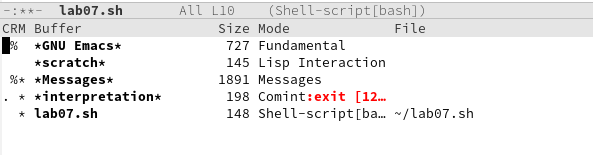 -:**-  lab07.sh      All L10    (Shell-script[bash])
CRM Buffer                Size Mode             File
 %  *GNU Emacs*            727 Fundamental
    *scratch*              145 Lisp Interaction
 %* *Messages*            1891 Messages
. * *interpretation*       198 Comint:exit [12…
  * lab07.sh               148 Shell-script[ba… ~/lab07.sh